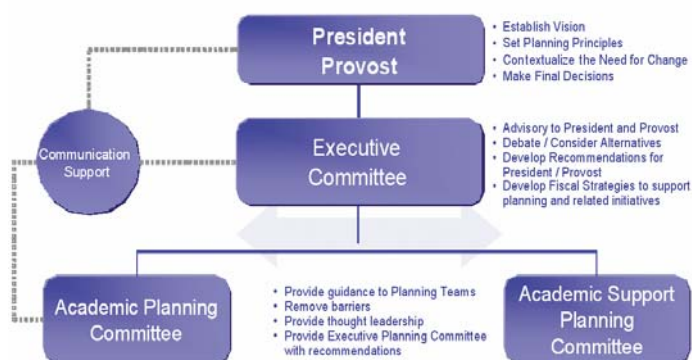 President
Provost
• Establish Vision
• Set Planning Principles
• Contextualize the Need for Change
• Make Final Decisions
Communication
Support
Executive
Committee
• Advisory to President and Provost
• Debate / Consider Alternatives
• Develop Recommendations for
President / Provost
• Develop Fiscal Strategies to support
planning and related initiatives
Academic Planning
Committee
• Provide guidance to Planning Teams
• Remove barriers
• Provide thought leadership
• Provide Executive Planning Committee
with recommendations
Academic Support
Planning
Committee